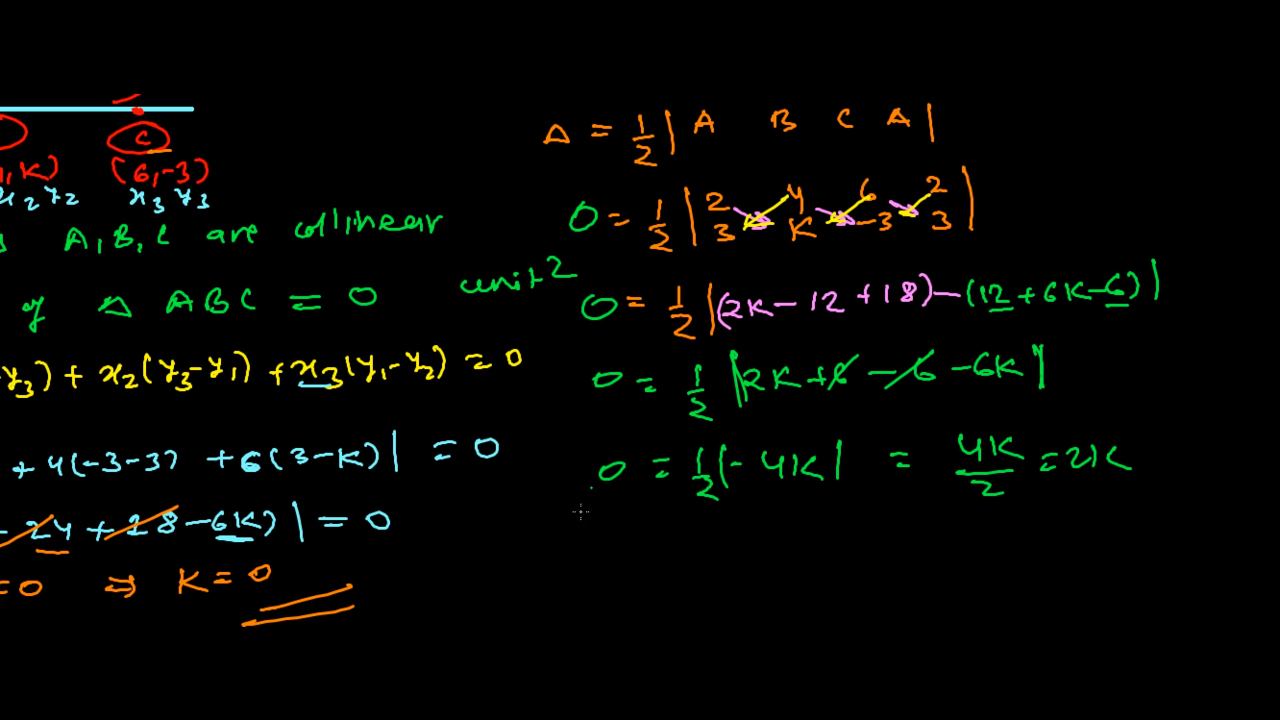 C
, K) (6, -3)
x2 y2 x3 y3
A, B, C are collinear
of Δ ABC = 0 unit²
y3) + x2(y3-y1) + x3(y1-y2) = 0
+ 4(-3-3) + 6(3-K)| = 0
- 24 + 18 - 6K)| = 0
= 0 ⇒ K = 0
Δ = 1/2 | A B C A |
0 = 1/2 | 2 4 6 2 |
3 K -3 3
0 = 1/2 |(2K - 12 + 18) - (12 + 6K - 6)|
0 = 1/2 |2K + 6 - 6 - 6K|
0 = 1/2 |- 4K| = 4K/2 = 2K